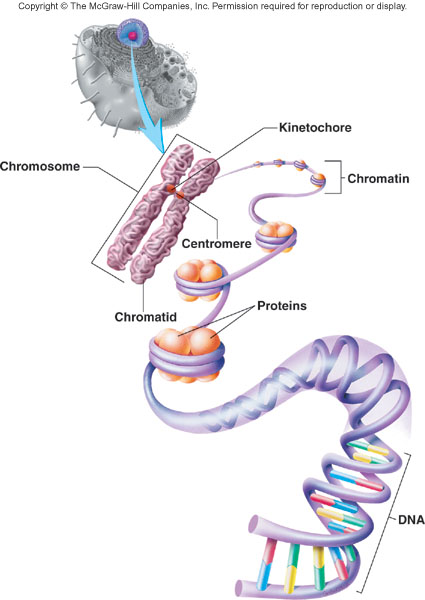 Copyright © The McGraw-Hill Companies, Inc. Permission required for reproduction or display.
Kinetochore
Chromosome
Chromatin
Centromere
Proteins
Chromatid
DNA